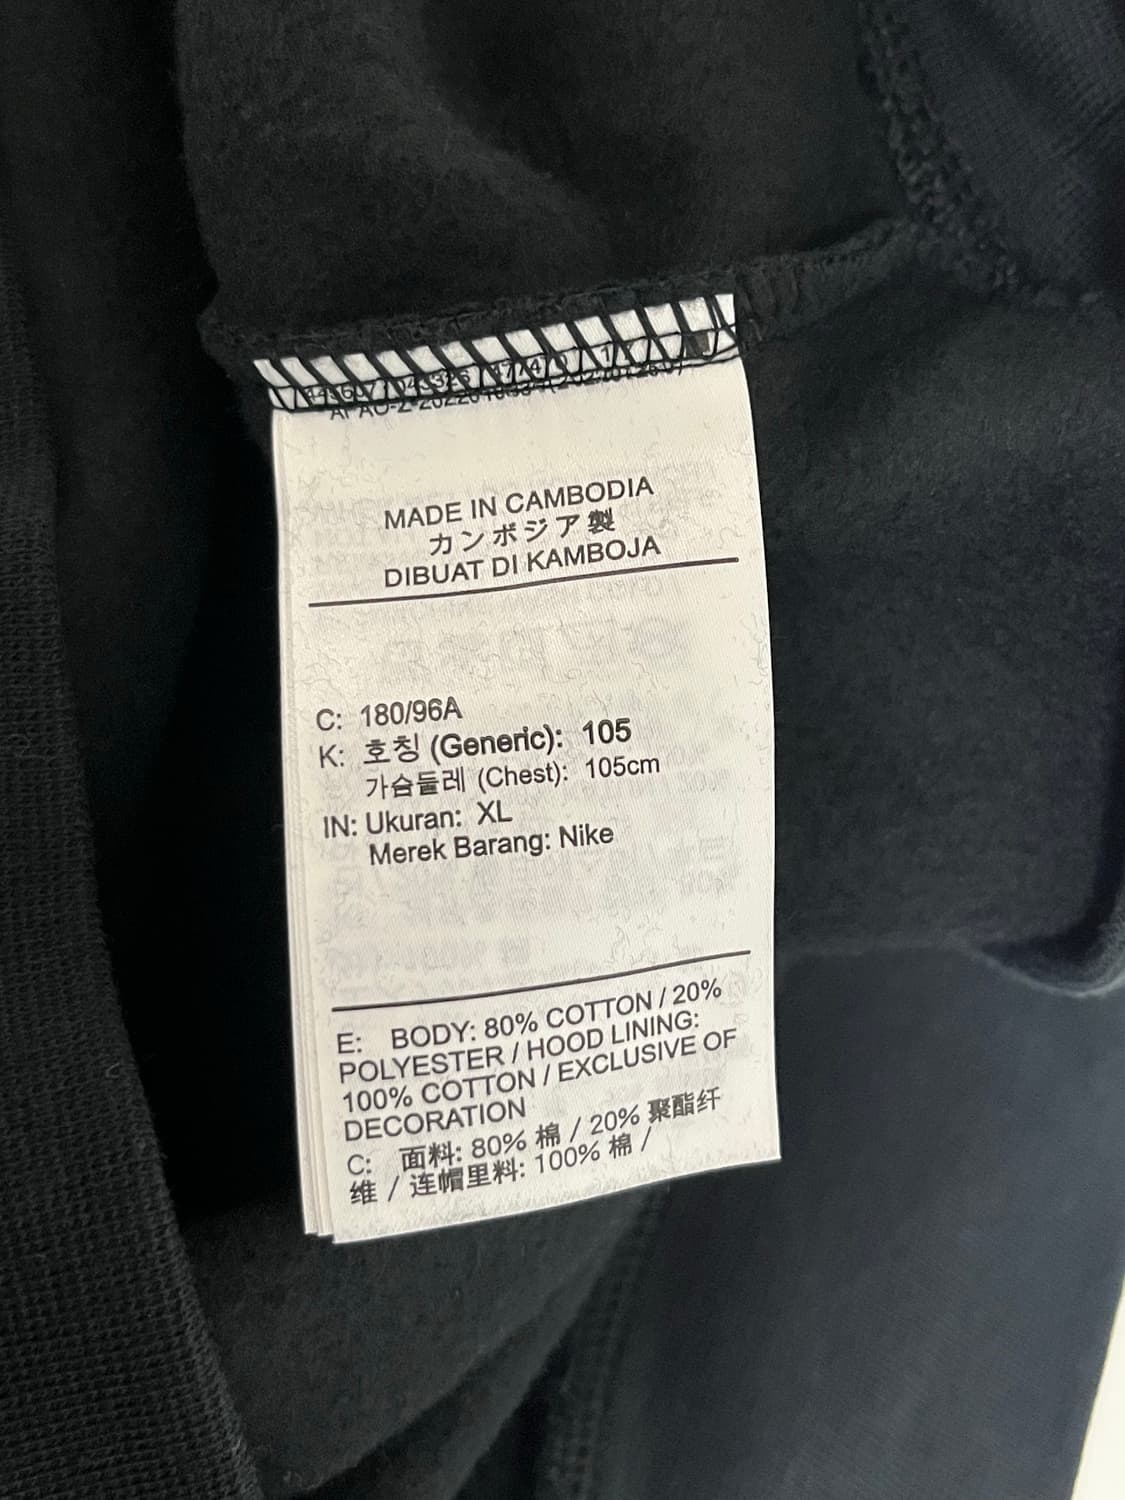 MADE IN CAMBODIA
カンボジア製
DIBUAT DI KAMBOJA
C: 180/96A
K: 호칭 (Generic): 105
가슴둘레 (Chest): 105cm
IN: Ukuran: XL
Merek Barang: Nike
E: BODY: 80% COTTON / 20%
POLYESTER / HOOD LINING:
100% COTTON / EXCLUSIVE OF
DECORATION
C: 面料: 80% 棉 / 20% 聚酯纤
维 / 连帽里料: 100% 棉 /